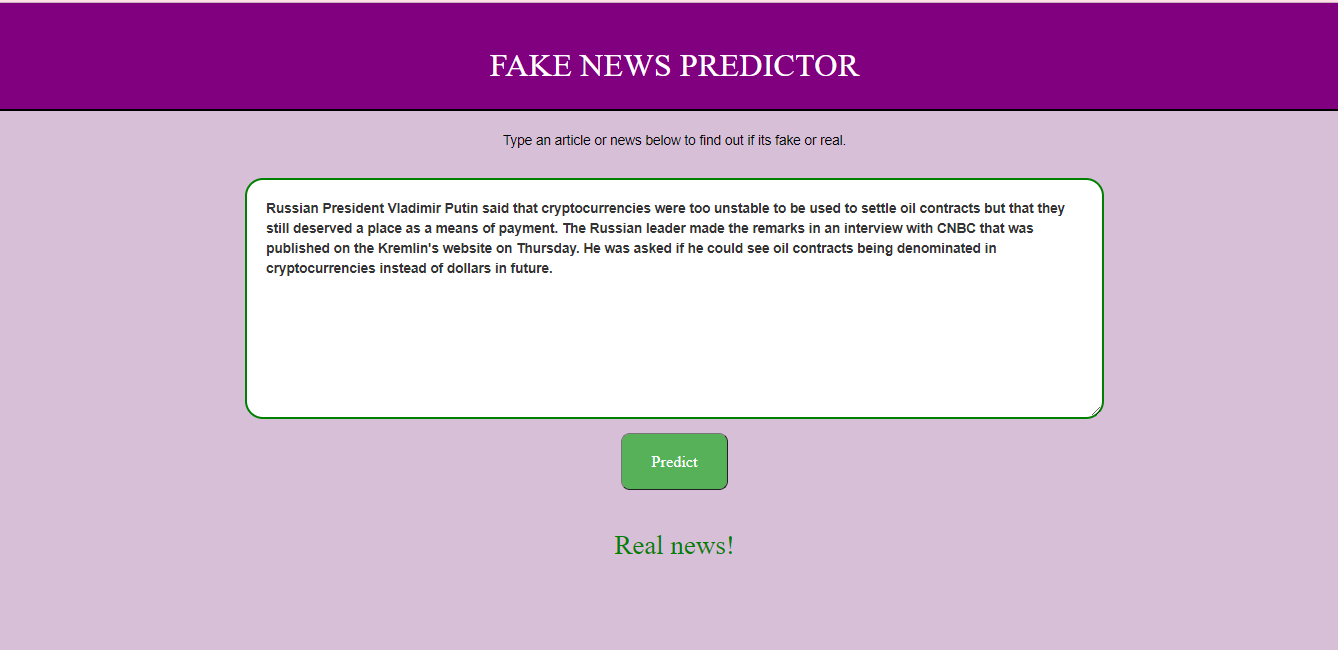 FAKE NEWS PREDICTOR
Type an article or news below to find out if its fake or real.
Russian President Vladimir Putin said that cryptocurrencies were too unstable to be used to settle oil contracts but that they
still deserved a place as a means of payment. The Russian leader made the remarks in an interview with CNBC that was
published on the Kremlin's website on Thursday. He was asked if he could see oil contracts being denominated in
cryptocurrencies instead of dollars in future.
Predict
Real news!